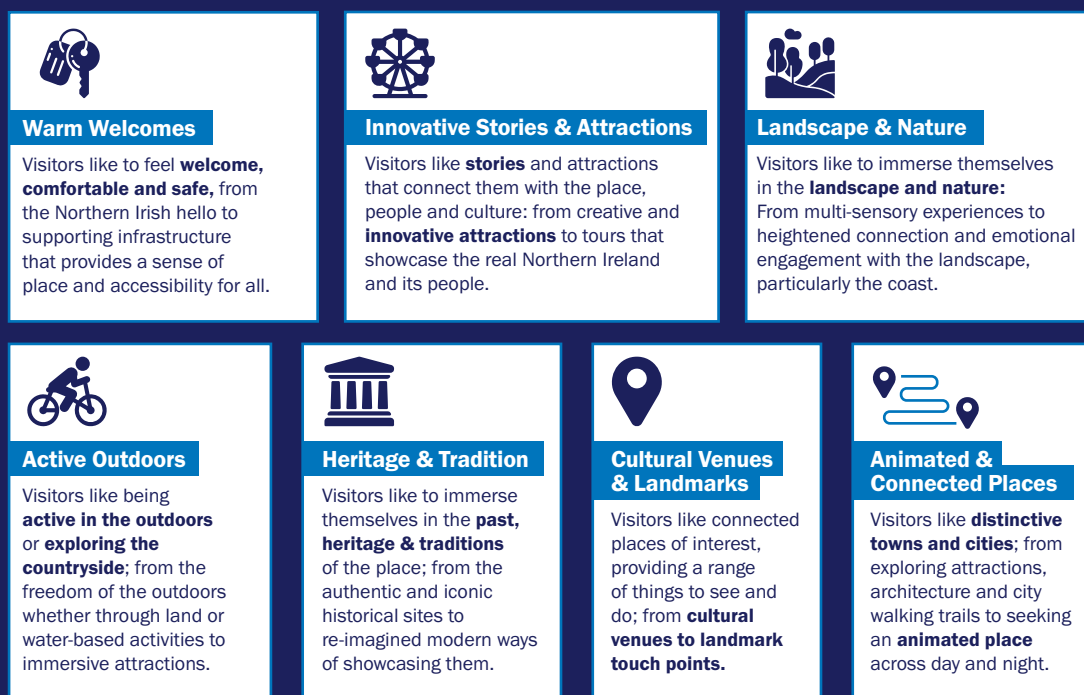 Warm Welcomes
Visitors like to feel welcome,
comfortable and safe, from
the Northern Irish hello to
supporting infrastructure
that provides a sense of
place and accessibility for all.
Innovative Stories & Attractions
Visitors like stories and attractions
that connect them with the place,
people and culture: from creative and
innovative attractions to tours that
showcase the real Northern Ireland
and its people.
Landscape & Nature
Visitors like to immerse themselves
in the landscape and nature:
From multi-sensory experiences to
heightened connection and emotional
engagement with the landscape,
particularly the coast.
Active Outdoors
Visitors like being
active in the outdoors
or exploring the
countryside; from the
freedom of the outdoors
whether through land or
water-based activities to
immersive attractions.
Heritage & Tradition
Visitors like to immerse
themselves in the past,
heritage & traditions
of the place; from the
authentic and iconic
historical sites to
re-imagined modern ways
of showcasing them.
Cultural Venues
& Landmarks
Visitors like connected
places of interest,
providing a range
of things to see and
do; from cultural
venues to landmark
touch points.
Animated &
Connected Places
Visitors like distinctive
towns and cities; from
exploring attractions,
architecture and city
walking trails to seeking
an animated place
across day and night.